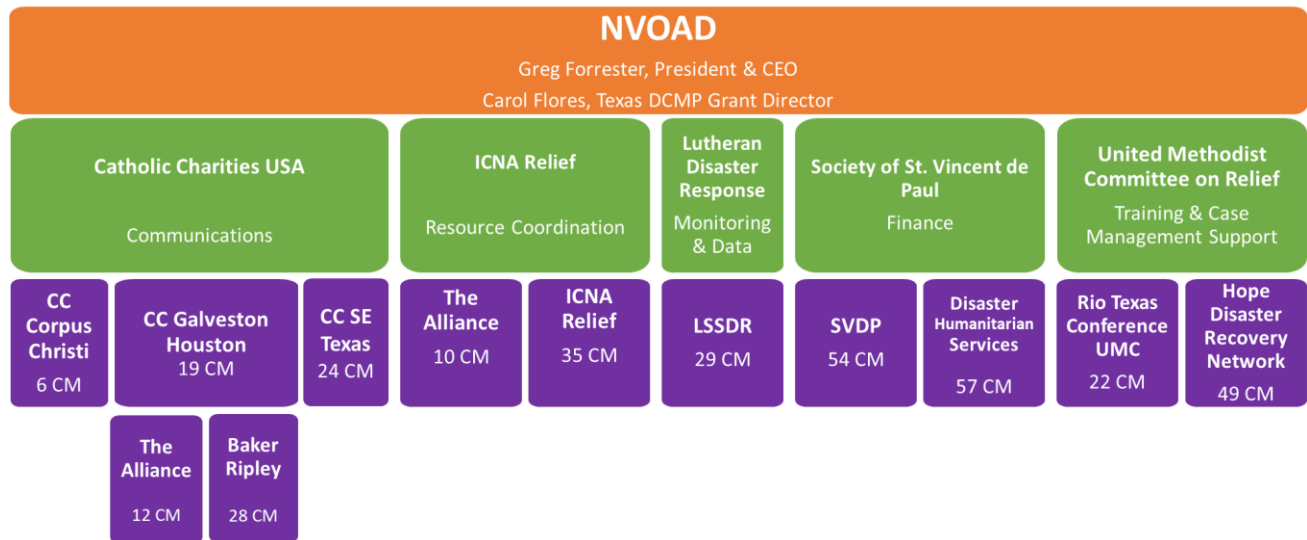 NVOAD
Greg Forrester, President & CEO
Carol Flores, Texas DCMP Grant Director
Catholic Charities USA
Communications
ICNA Relief
Resource Coordination
Lutheran
Disaster
Response
Monitoring
& Data
Society of St. Vincent de
Paul
Finance
United Methodist
Committee on Relief
Training & Case
Management Support
CC
Corpus
Christi
6 CM
CC Galveston
Houston
19 CM
CC SE
Texas
24 CM
The
Alliance
10 CM
ICNA
Relief
35 CM
LSSDR
29 CM
SVDP
54 CM
Disaster
Humanitarian
Services
57 CM
Rio Texas
Conference
UMC
22 CM
Hope
Disaster
Recovery
Network
49 CM
The
Alliance
12 CM
Baker
Ripley
28 CM